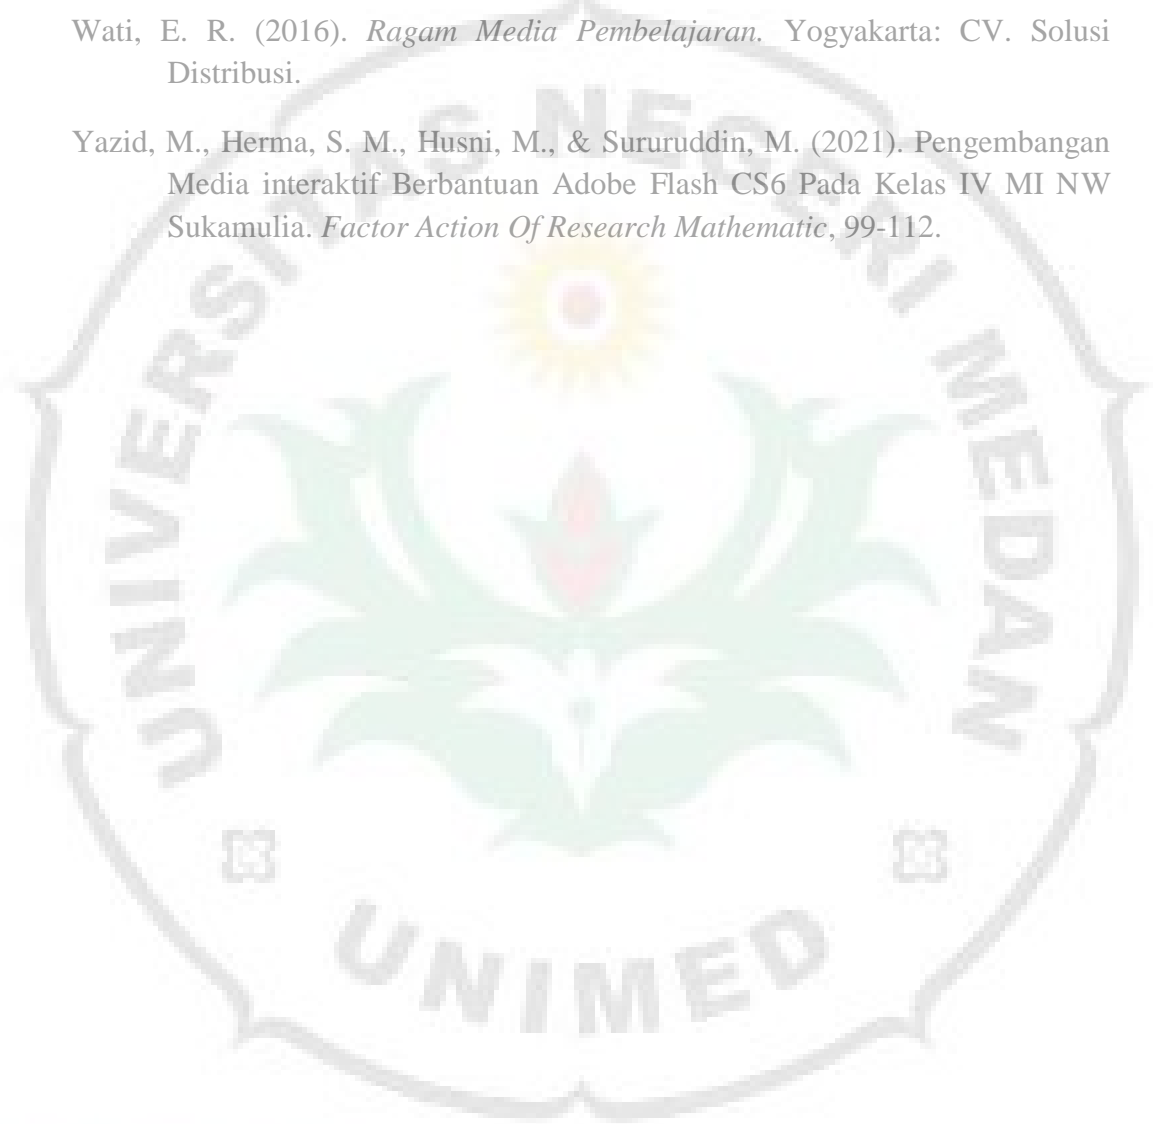 Wati, E. R. (2016). Ragam Media Pembelajaran. Yogyakarta: CV. Solusi
Distribusi.
Yazid, M., Herma, S. M., Husni, M., & Sururuddin, M. (2021). Pengembangan
Media interaktif Berbantuan Adobe Flash CS6 Pada Kelas IV MI NW
Sukamulia. Factor Action Of Research Mathematic, 99-112.
UNIVERSITAS NEGERI MEDAN
UNIMED